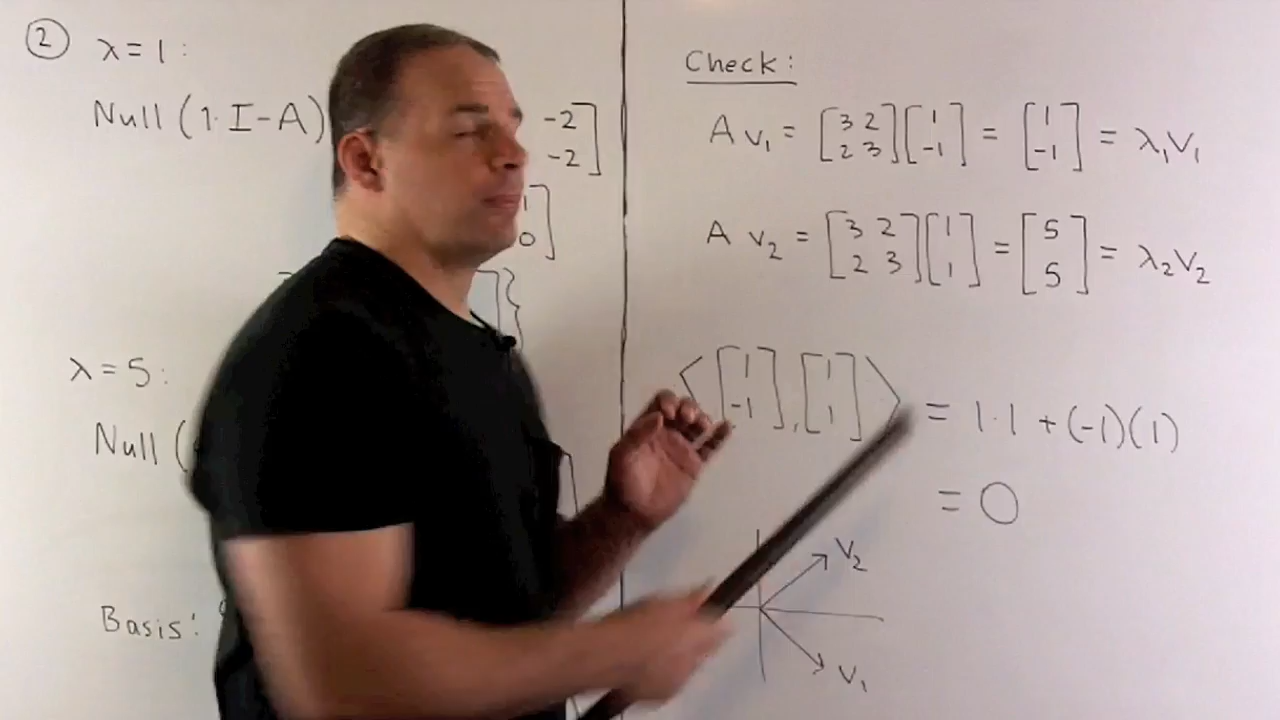 ② λ = 1 :
Null (1·I-A) -2]
-2]
1]
0]
]}
λ = 5 :
Null (
Basis:
Check:
A v₁ = [3 2; 2 3] [1; -1] = [1; -1] = λ₁v₁
A v₂ = [3 2; 2 3] [1; 1] = [5; 5] = λ₂v₂
⟨[1; -1], [1; 1]⟩ = 1·1 + (-1)(1)
= 0
v₂
v₁